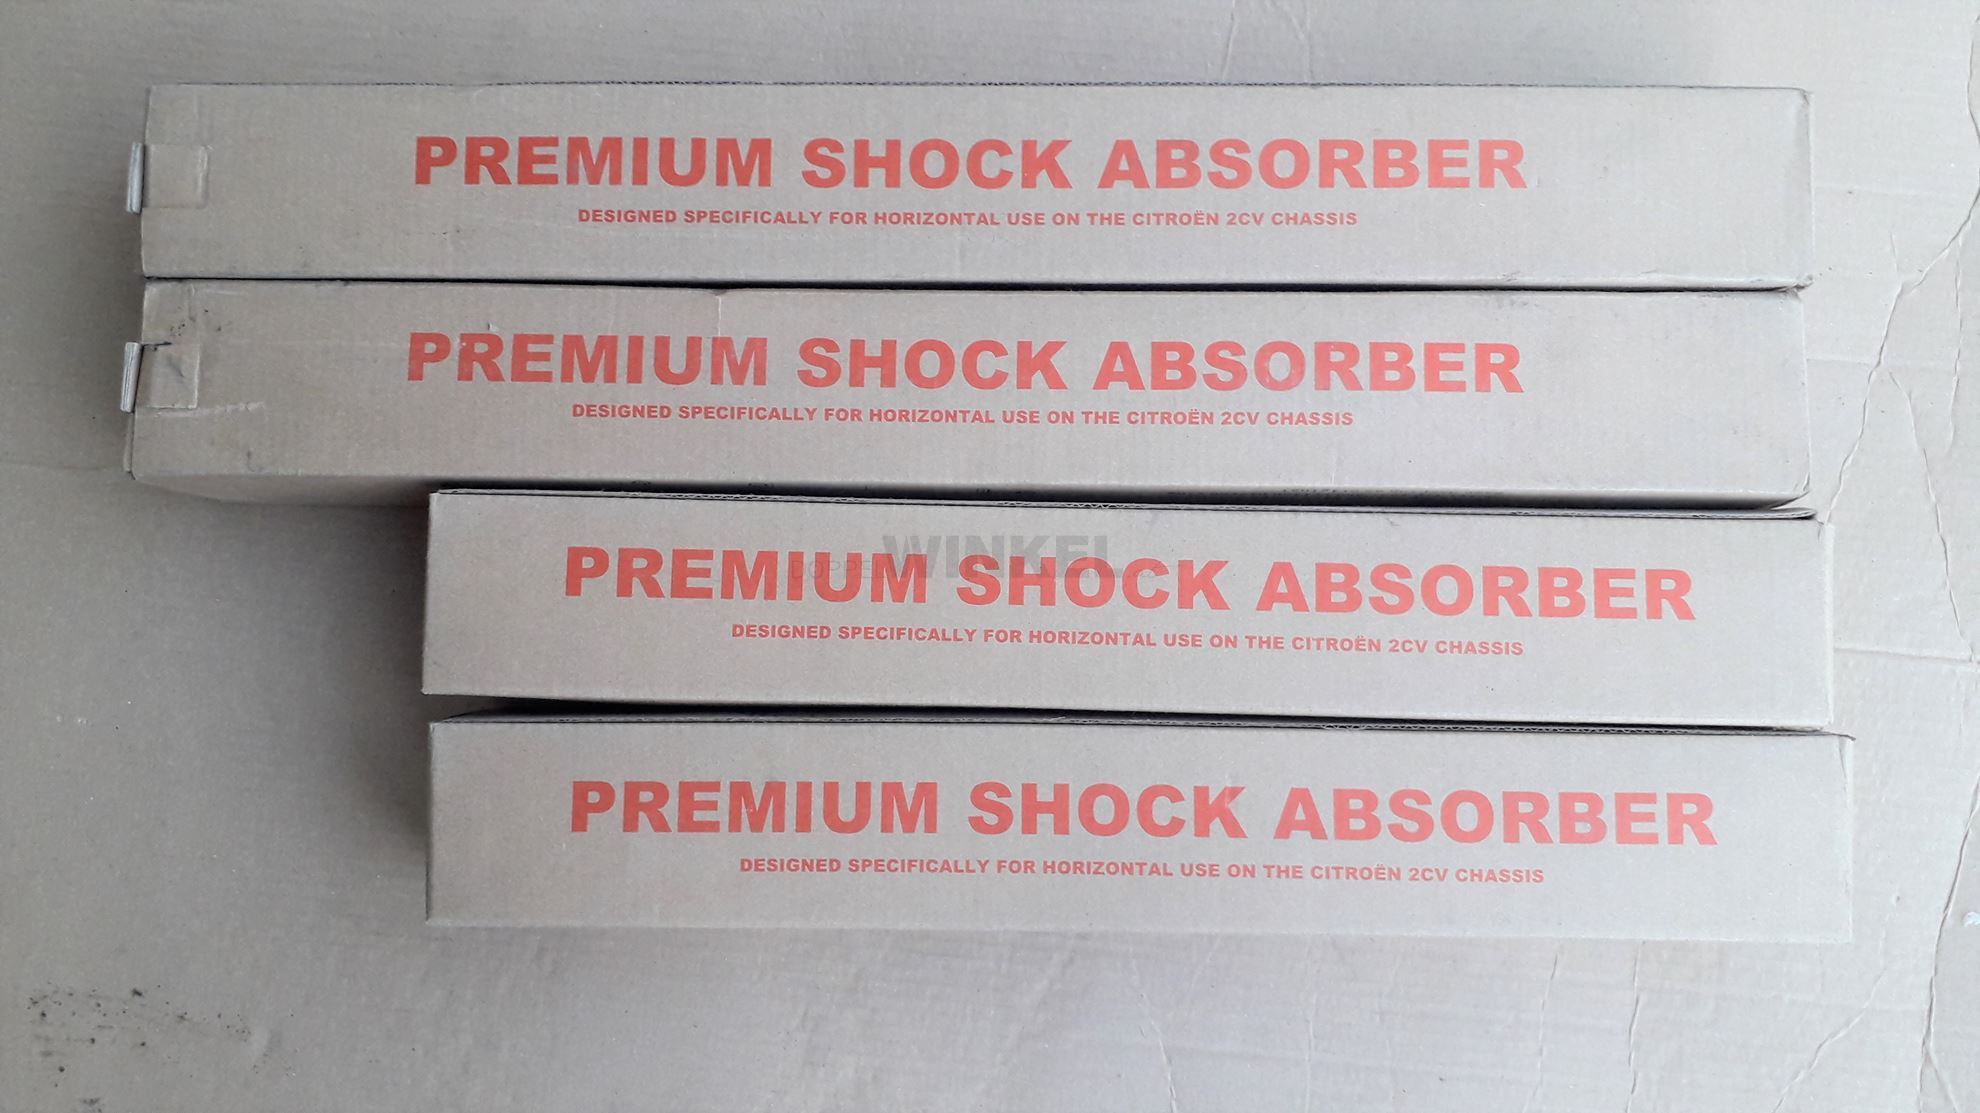 PREMIUM SHOCK ABSORBER
DESIGNED SPECIFICALLY FOR HORIZONTAL USE ON THE CITROËN 2CV CHASSIS
PREMIUM SHOCK ABSORBER
DESIGNED SPECIFICALLY FOR HORIZONTAL USE ON THE CITROËN 2CV CHASSIS
WINKEL
PREMIUM SHOCK ABSORBER
DESIGNED SPECIFICALLY FOR HORIZONTAL USE ON THE CITROËN 2CV CHASSIS
PREMIUM SHOCK ABSORBER
DESIGNED SPECIFICALLY FOR HORIZONTAL USE ON THE CITROËN 2CV CHASSIS